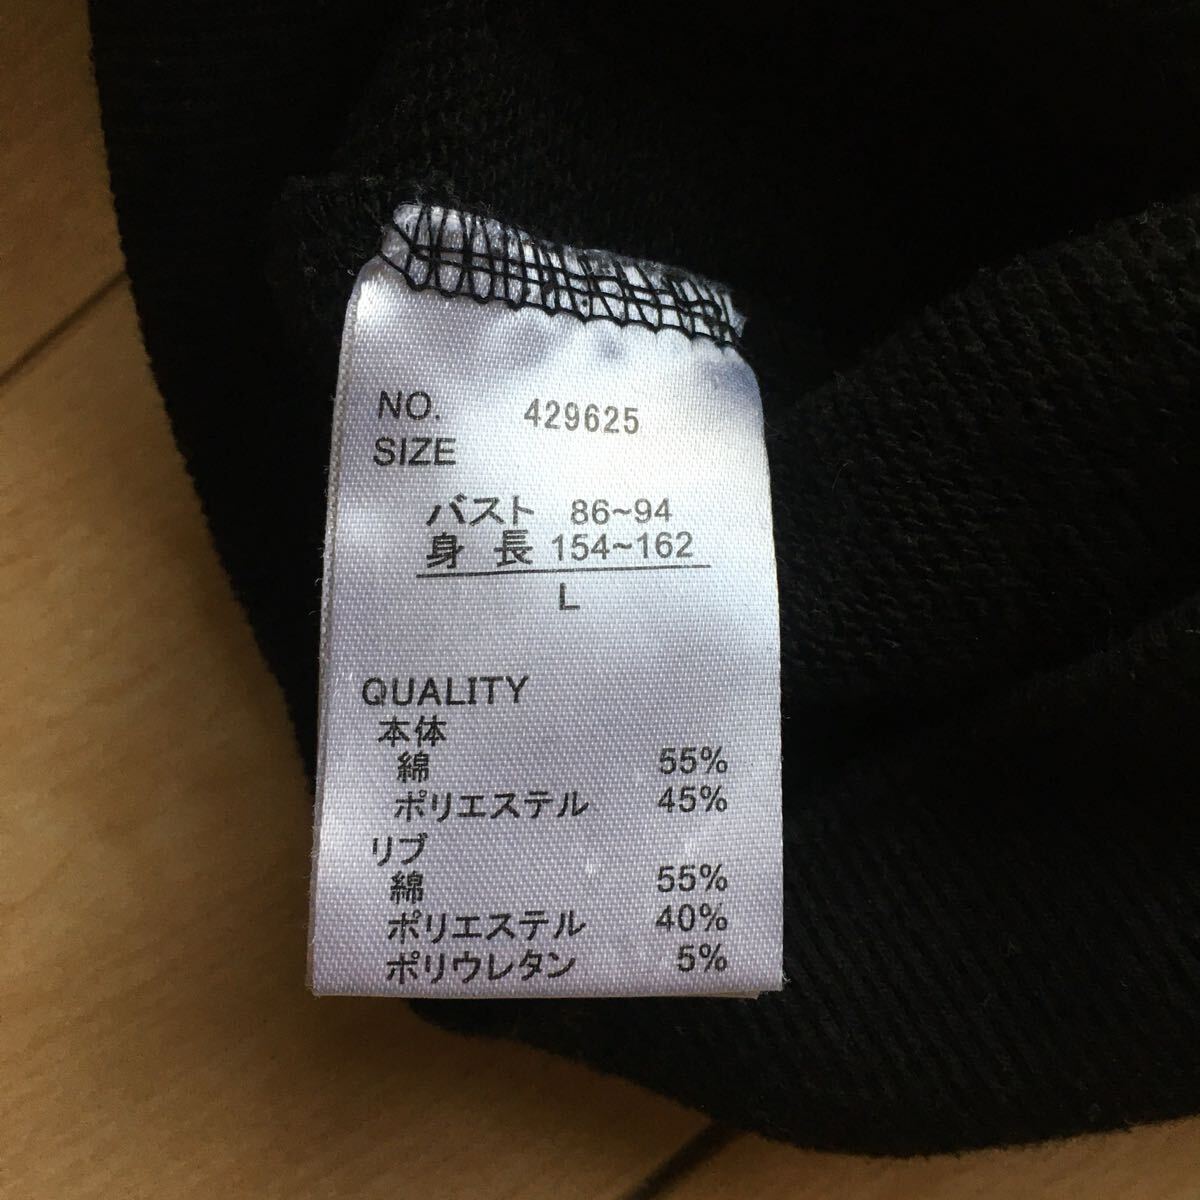 NO. 429625
SIZE
バスト 86~94
身 長 154~162
L
QUALITY
本体
綿 55%
ポリエステル 45%
リブ
綿 55%
ポリエステル 40%
ポリウレタン 5%